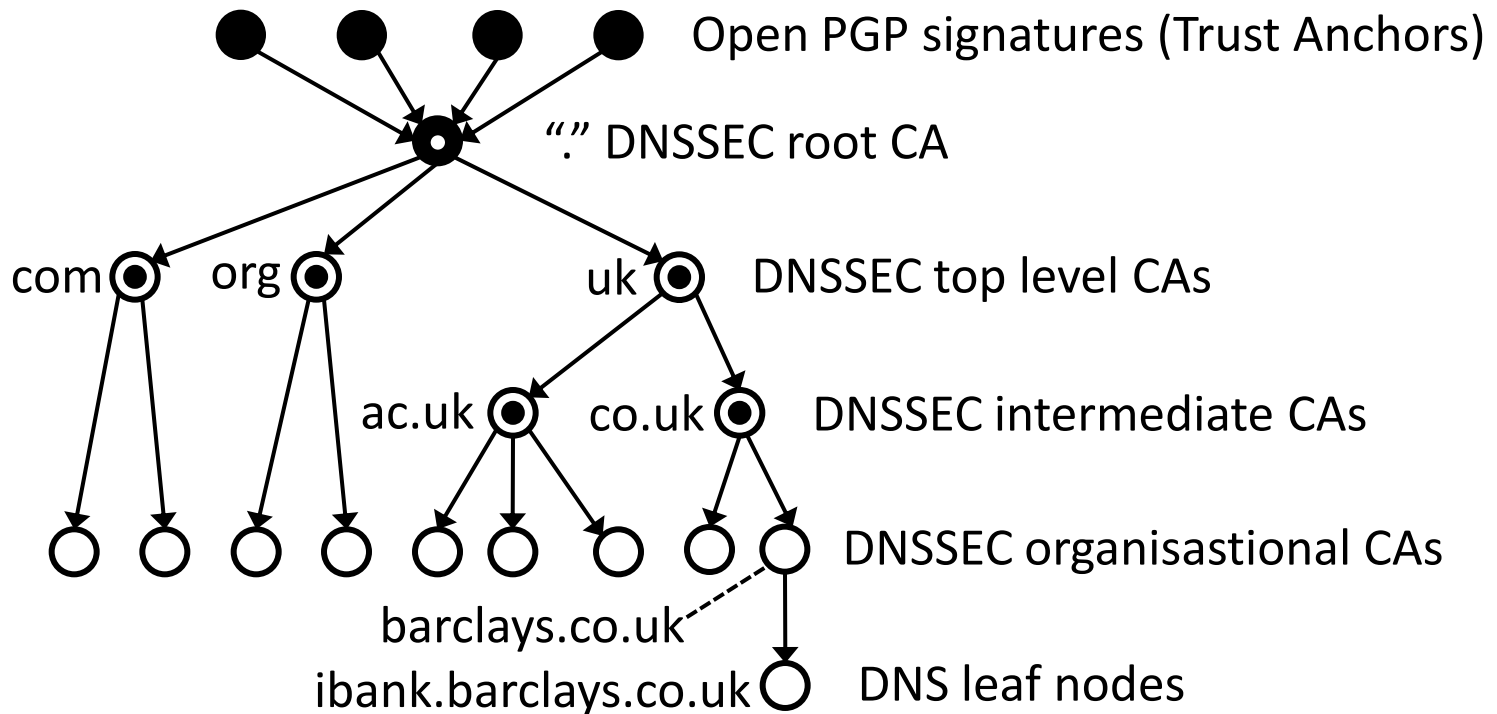 Open PGP signatures (Trust Anchors)
“.” DNSSEC root CA
com org uk DNSSEC top level CAs
ac.uk co.uk DNSSEC intermediate CAs
DNSSEC organisastional CAs
barclays.co.uk
ibank.barclays.co.uk DNS leaf nodes